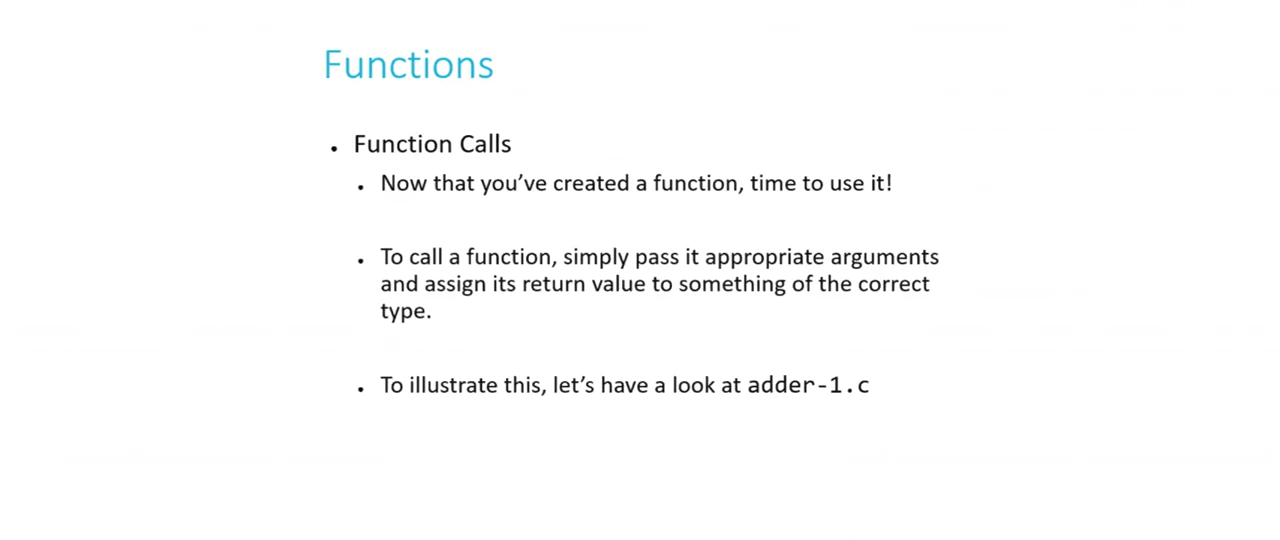 Functions
• Function Calls
• Now that you’ve created a function, time to use it!
• To call a function, simply pass it appropriate arguments
and assign its return value to something of the correct
type.
• To illustrate this, let’s have a look at adder-1.c